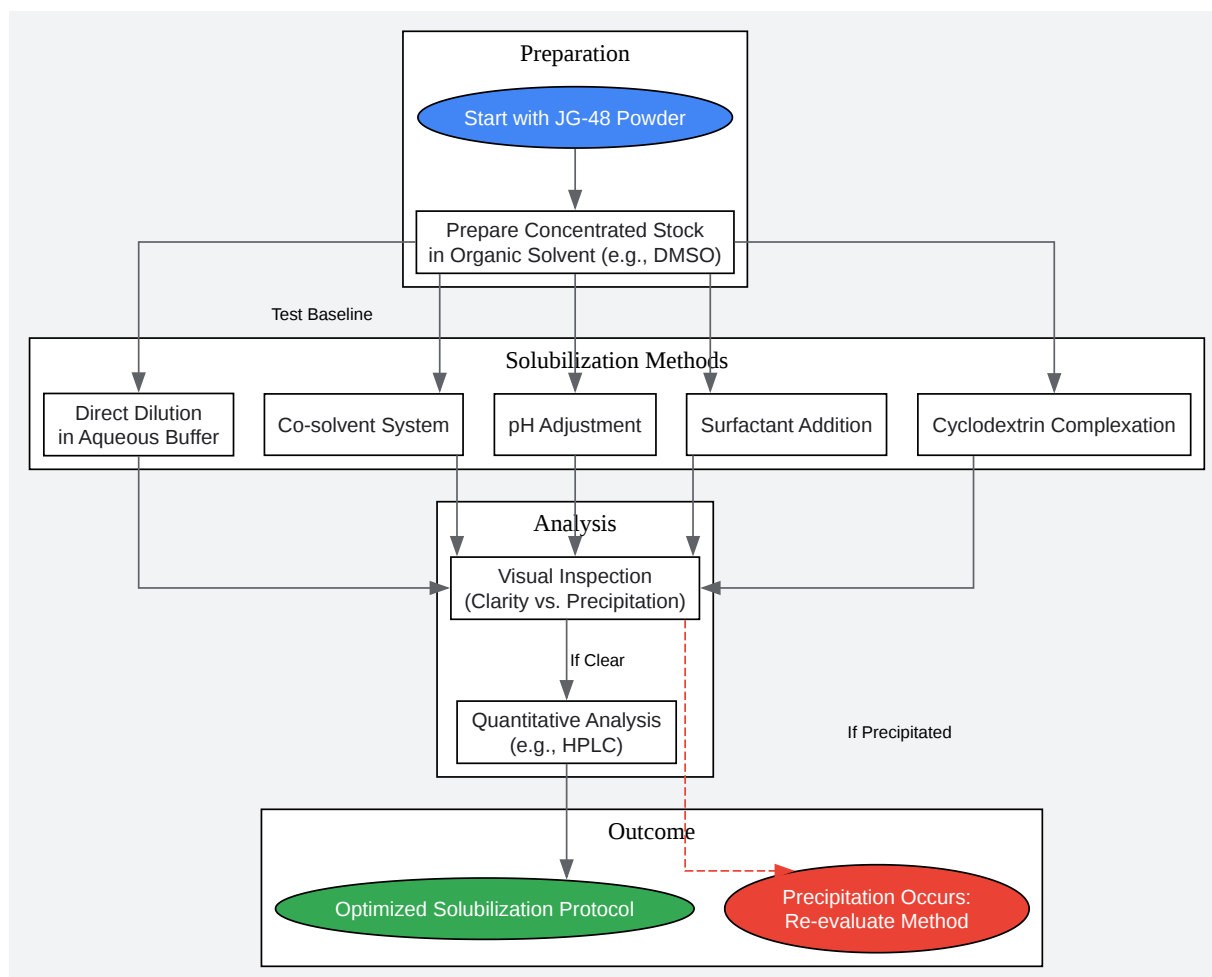 Preparation
Start with JG-48 Powder
Prepare Concentrated Stock
in Organic Solvent (e.g., DMSO)
Test Baseline
Solubilization Methods
Direct Dilution
in Aqueous Buffer
Co-solvent System
pH Adjustment
Surfactant Addition
Cyclodextrin Complexation
Analysis
Visual Inspection
(Clarity vs. Precipitation)
If Clear
Quantitative Analysis
(e.g., HPLC)
If Precipitated
Outcome
Optimized Solubilization Protocol
Precipitation Occurs:
Re-evaluate Method